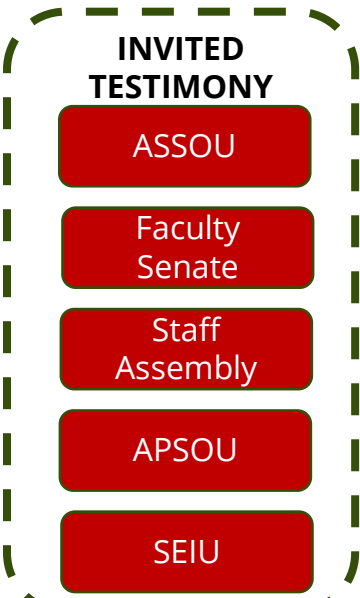 INVITED
TESTIMONY
ASSOU
Faculty
Senate
Staff
Assembly
APSOU
SEIU